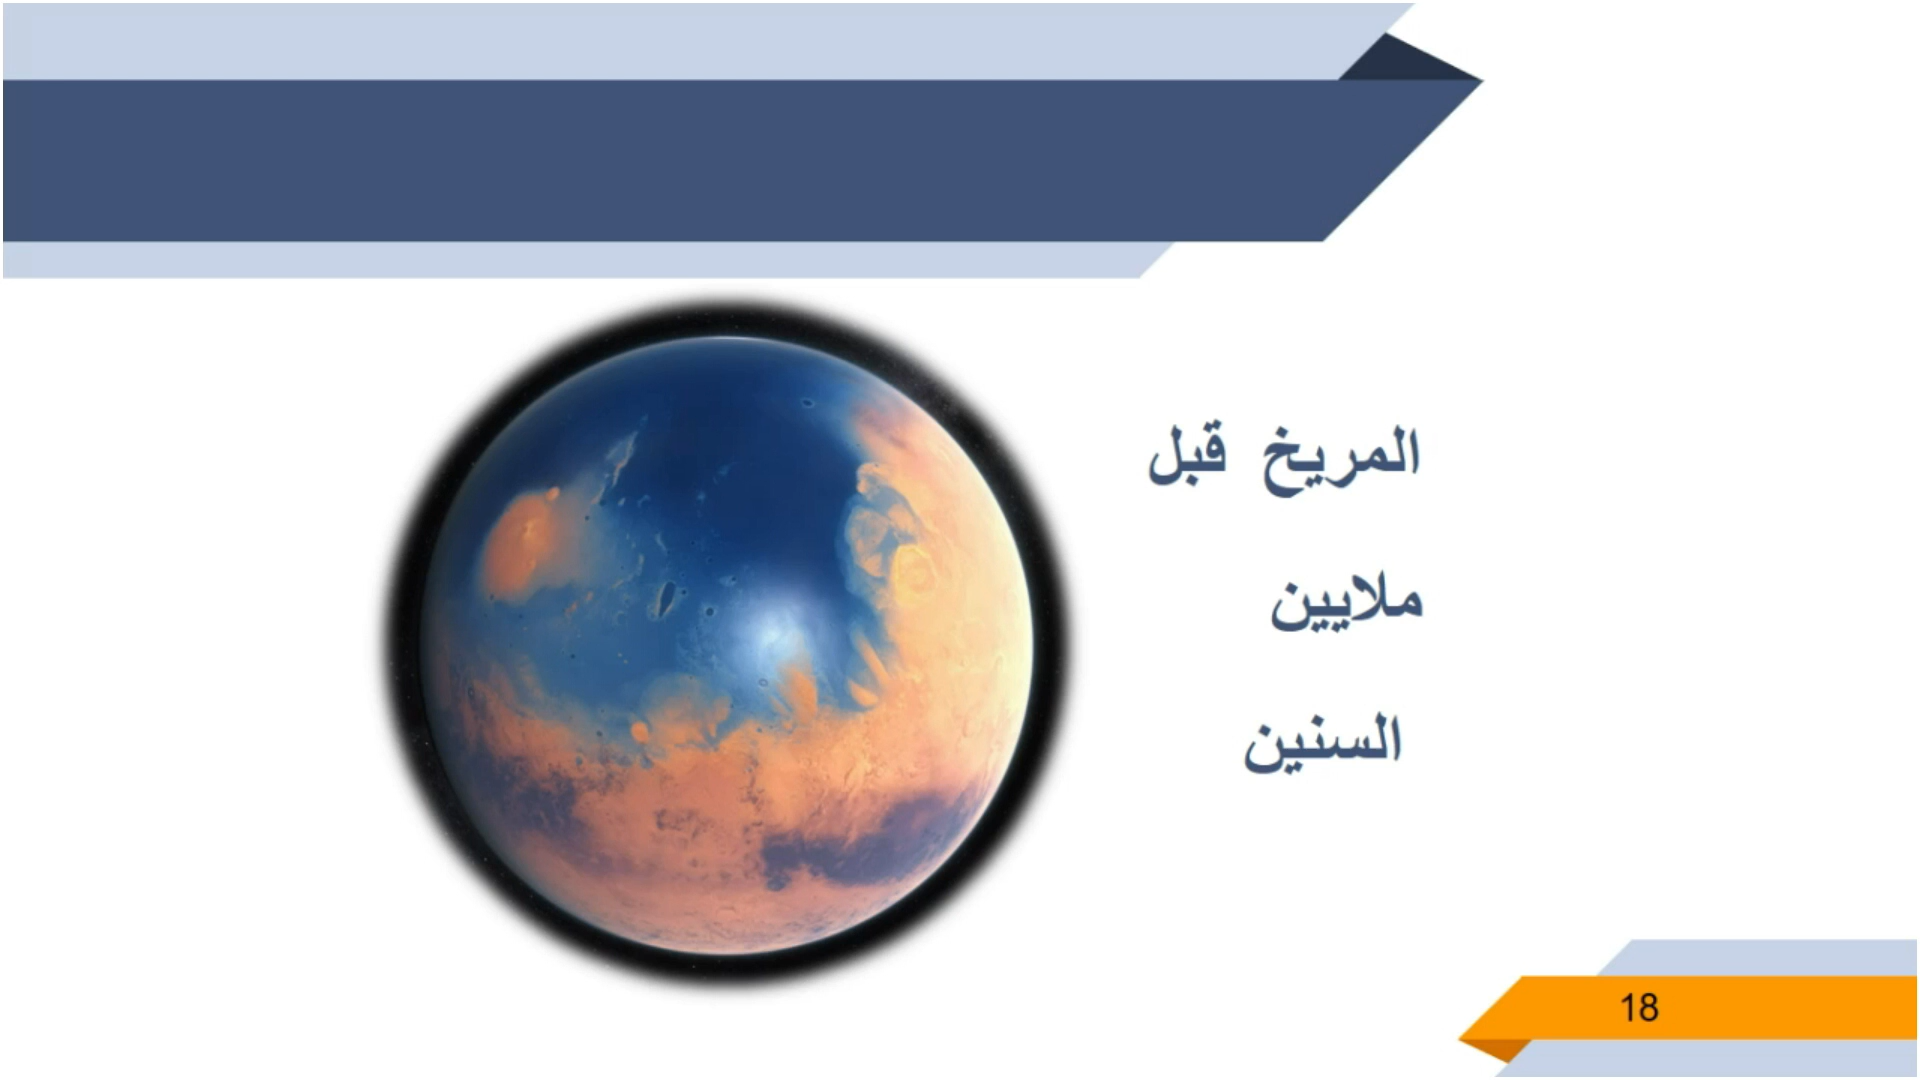 المريخ قبل
ملايين
السنين
18